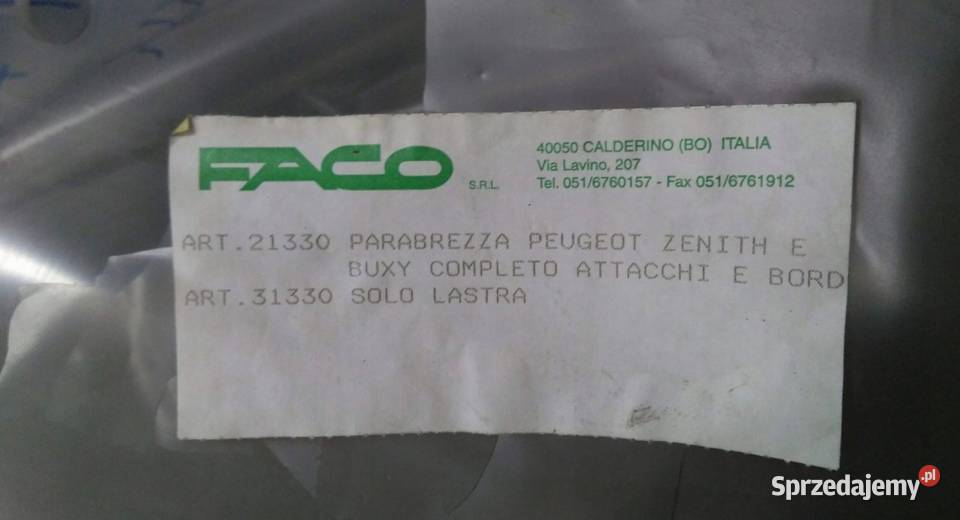 FACO S.R.L.
40050 CALDERINO (BO) ITALIA
Via Lavino, 207
Tel. 051/6760157 - Fax 051/6761912
ART.21330 PARABREZZA PEUGEOT ZENITH E
BUXY COMPLETO ATTACCHI E BORD
ART.31330 SOLO LASTRA
Sprzedajemy.pl